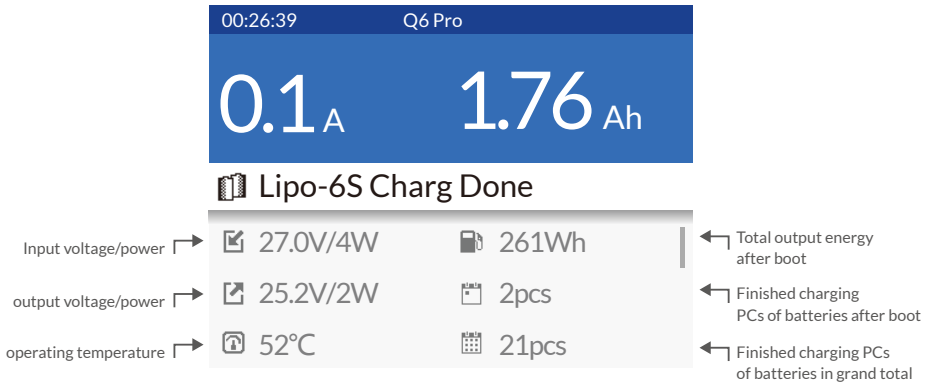 00:26:39 Q6 Pro
0.1 A 1.76 Ah
Lipo-6S Charg Done
Input voltage/power 27.0V/4W 261Wh Total output energy
after boot
output voltage/power 25.2V/2W 2pcs Finished charging
PCs of batteries after boot
operating temperature 52°C 21pcs Finished charging PCs
of batteries in grand total